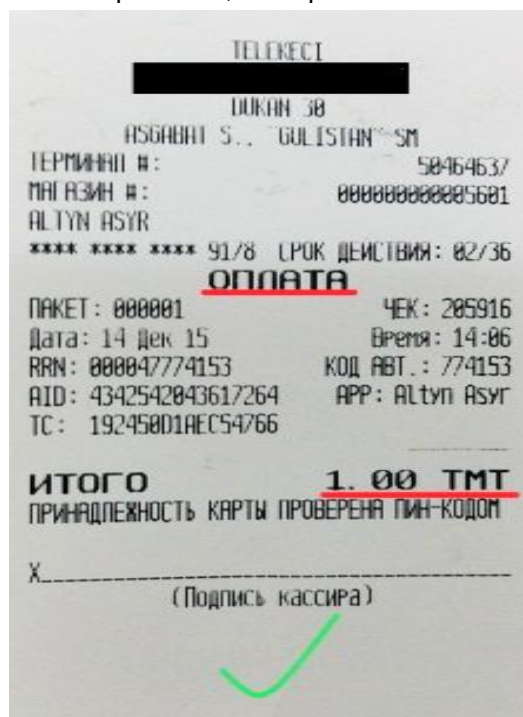 TELEKECI
DUKAN 30
ASGABAT S., "GULISTAN" SM
ТЕРМИНАЛ #: 50464637
МАГАЗИН #: 000000000005601
ALTYN ASYR
**** **** **** 9178 СРОК ДЕЙСТВИЯ: 02/36
ОПЛАТА
ПАКЕТ: 000001 ЧЕК: 205916
Дата: 14 Дек 15 Время: 14:06
RRN: 000047774153 КОД АВТ.: 774153
AID: 4342542043617264 APP: Altyn Asyr
TC: 192450D1AEC54766
ИТОГО 1.00 TMT
ПРИНАДЛЕЖНОСТЬ КАРТЫ ПРОВЕРЕНА ПИН-КОДОМ
X
(Подпись кассира)